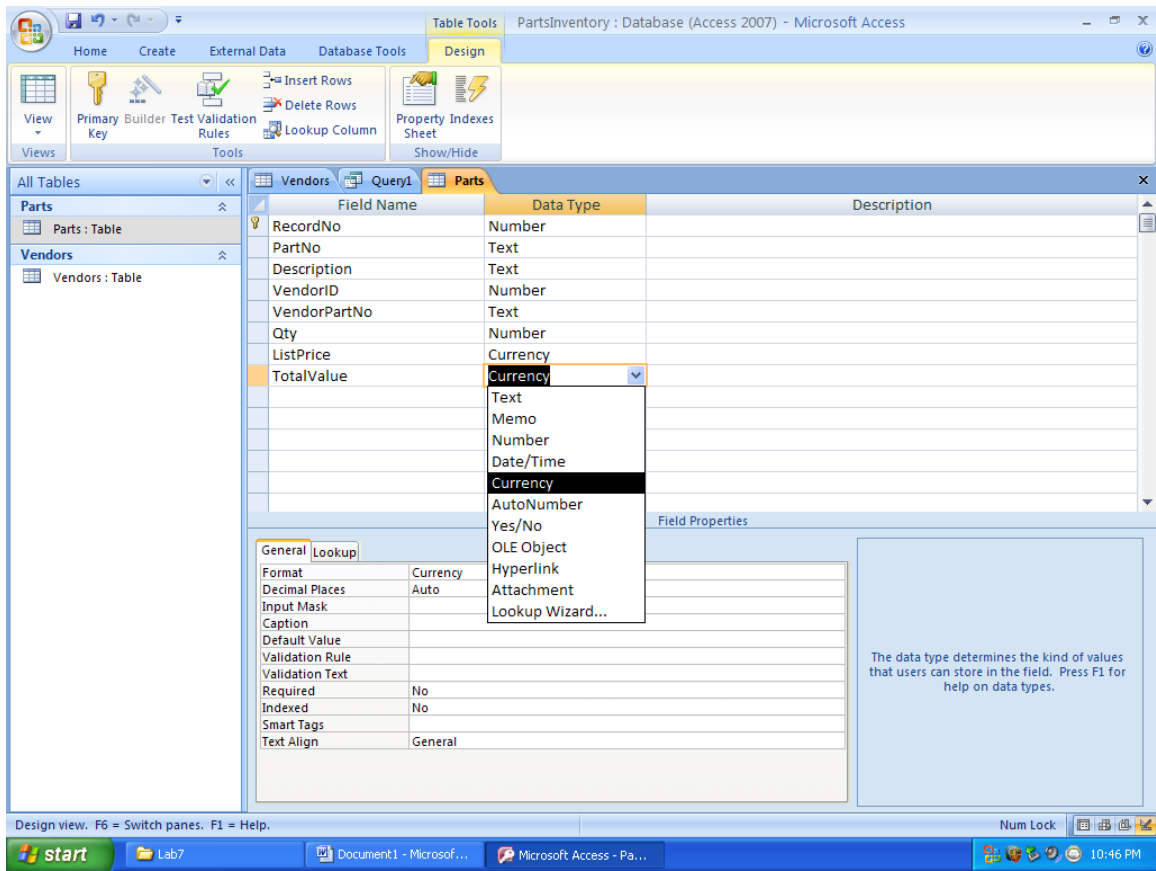 Table Tools PartsInventory : Database (Access 2007) - Microsoft Access
Home Create External Data Database Tools Design
View
Views
Primary Key
Builder
Test Validation Rules
Insert Rows
Delete Rows
Lookup Column
Tools
Property Sheet
Indexes
Show/Hide
All Tables
Parts
Parts : Table
Vendors
Vendors : Table
Vendors Query1 Parts
Field Name Data Type Description
RecordNo Number
PartNo Text
Description Text
VendorID Number
VendorPartNo Text
Qty Number
ListPrice Currency
TotalValue Currency
Text
Memo
Number
Date/Time
Currency
AutoNumber
Yes/No
OLE Object
Hyperlink
Attachment
Lookup Wizard...
Field Properties
General Lookup
Format Currency
Decimal Places Auto
Input Mask
Caption
Default Value
Validation Rule
Validation Text
Required No
Indexed No
Smart Tags
Text Align General
The data type determines the kind of values
that users can store in the field. Press F1 for
help on data types.
Design view. F6 = Switch panes. F1 = Help. Num Lock
start Lab7 Document1 - Microsof... Microsoft Access - Pa... 10:46 PM